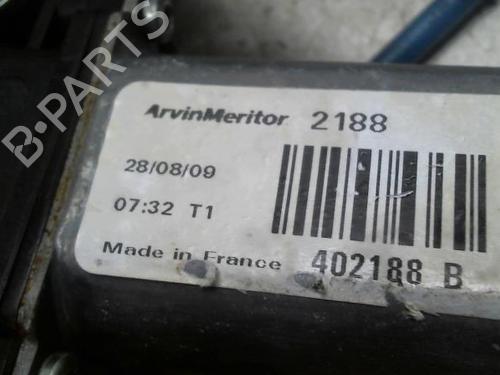 B-PARTS
ArvinMeritor 2188
28/08/09
07:32 T1
Made in France 402188 B